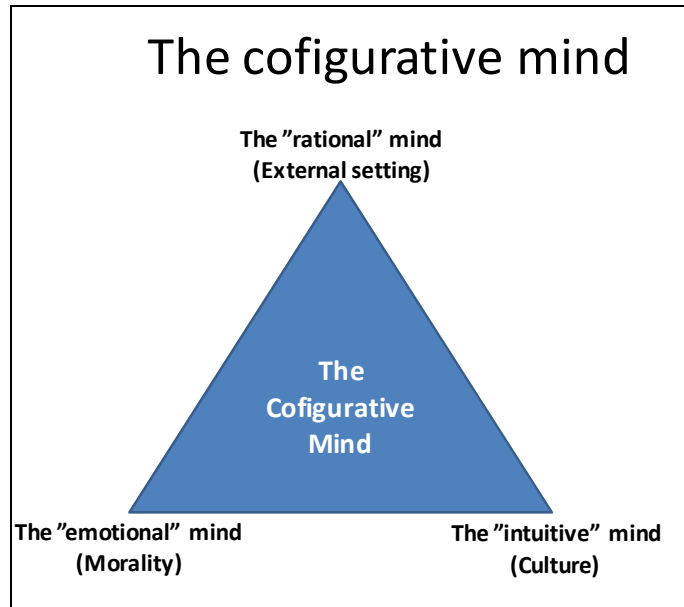 The cofigurative mind
The ”rational” mind
(External setting)
The
Cofigurative
Mind
The ”emotional” mind
(Morality)
The ”intuitive” mind
(Culture)